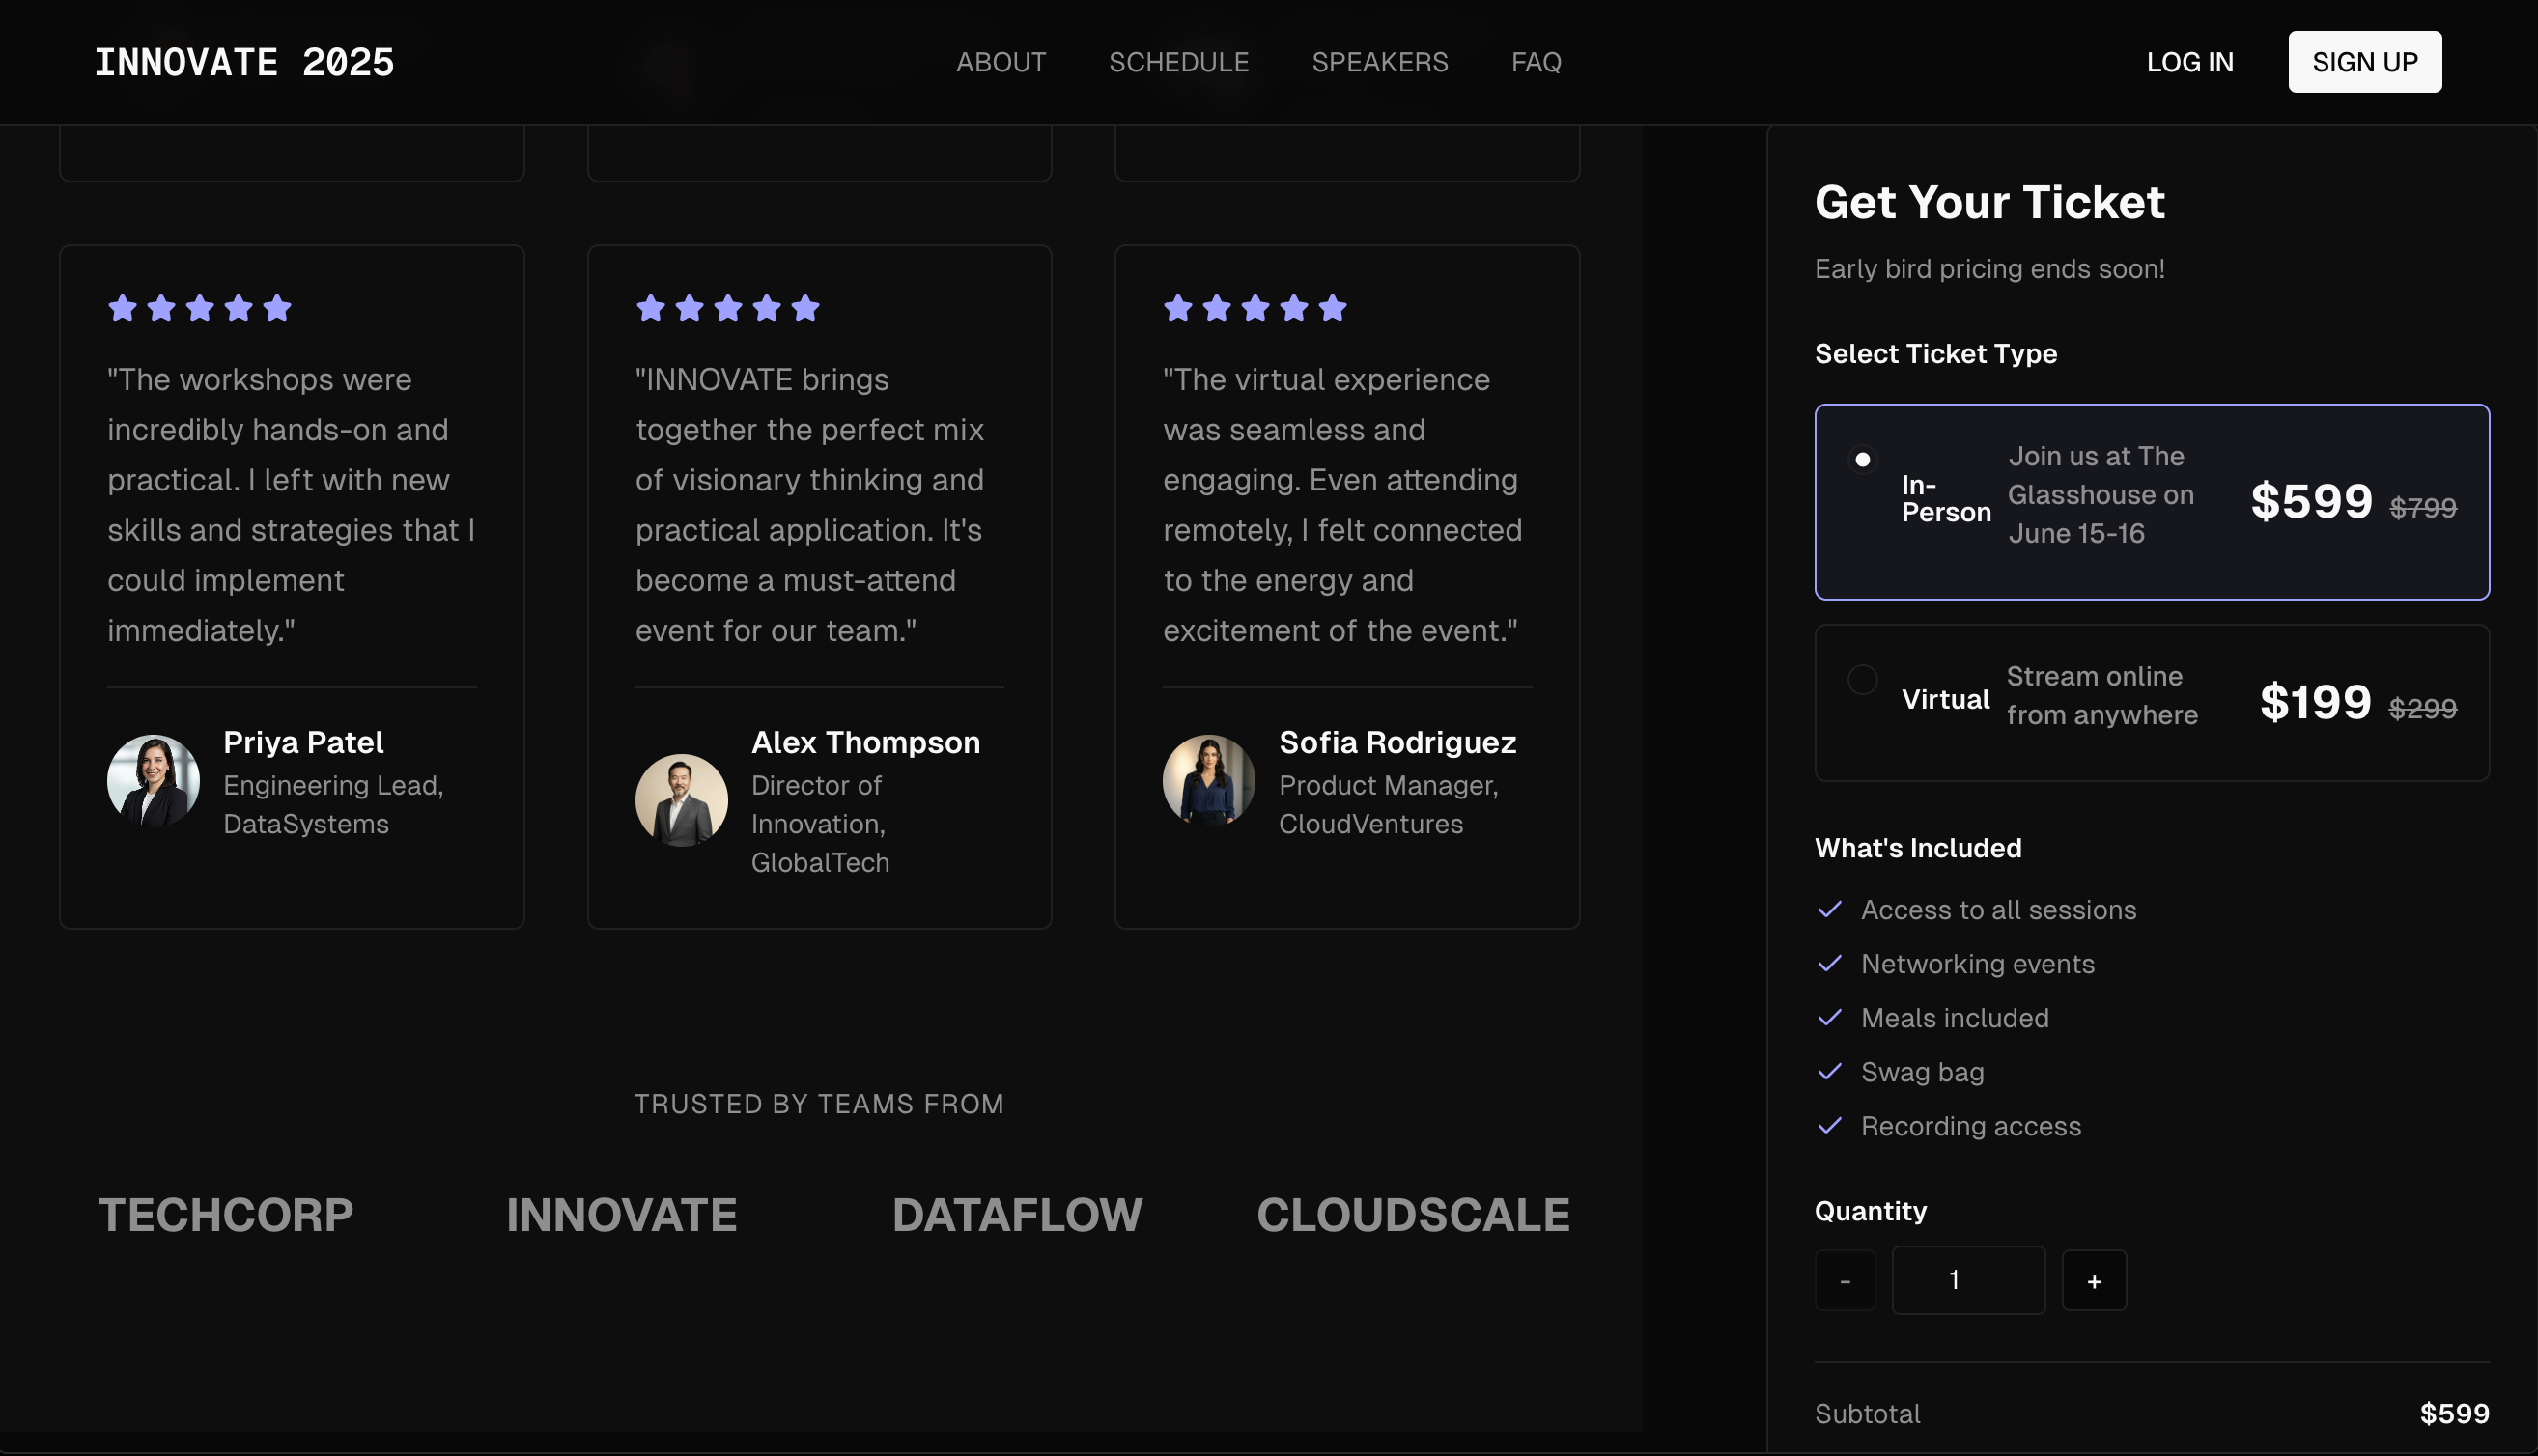 INNOVATE 2025
ABOUT
SCHEDULE
SPEAKERS
FAQ
LOG IN
SIGN UP
"The workshops were
incredibly hands-on and
practical. I left with new
skills and strategies that I
could implement
immediately."
Priya Patel
Engineering Lead,
DataSystems
"INNOVATE brings
together the perfect mix
of visionary thinking and
practical application. It's
become a must-attend
event for our team."
Alex Thompson
Director of
Innovation,
GlobalTech
"The virtual experience
was seamless and
engaging. Even attending
remotely, I felt connected
to the energy and
excitement of the event."
Sofia Rodriguez
Product Manager,
CloudVentures
TRUSTED BY TEAMS FROM
TECHCORP
INNOVATE
DATAFLOW
CLOUDSCALE
Get Your Ticket
Early bird pricing ends soon!
Select Ticket Type
In-
Person
Join us at The
Glasshouse on
June 15-16
$599 $799
Virtual
Stream online
from anywhere
$199 $299
What's Included
Access to all sessions
Networking events
Meals included
Swag bag
Recording access
Quantity
- 1 +
Subtotal $599